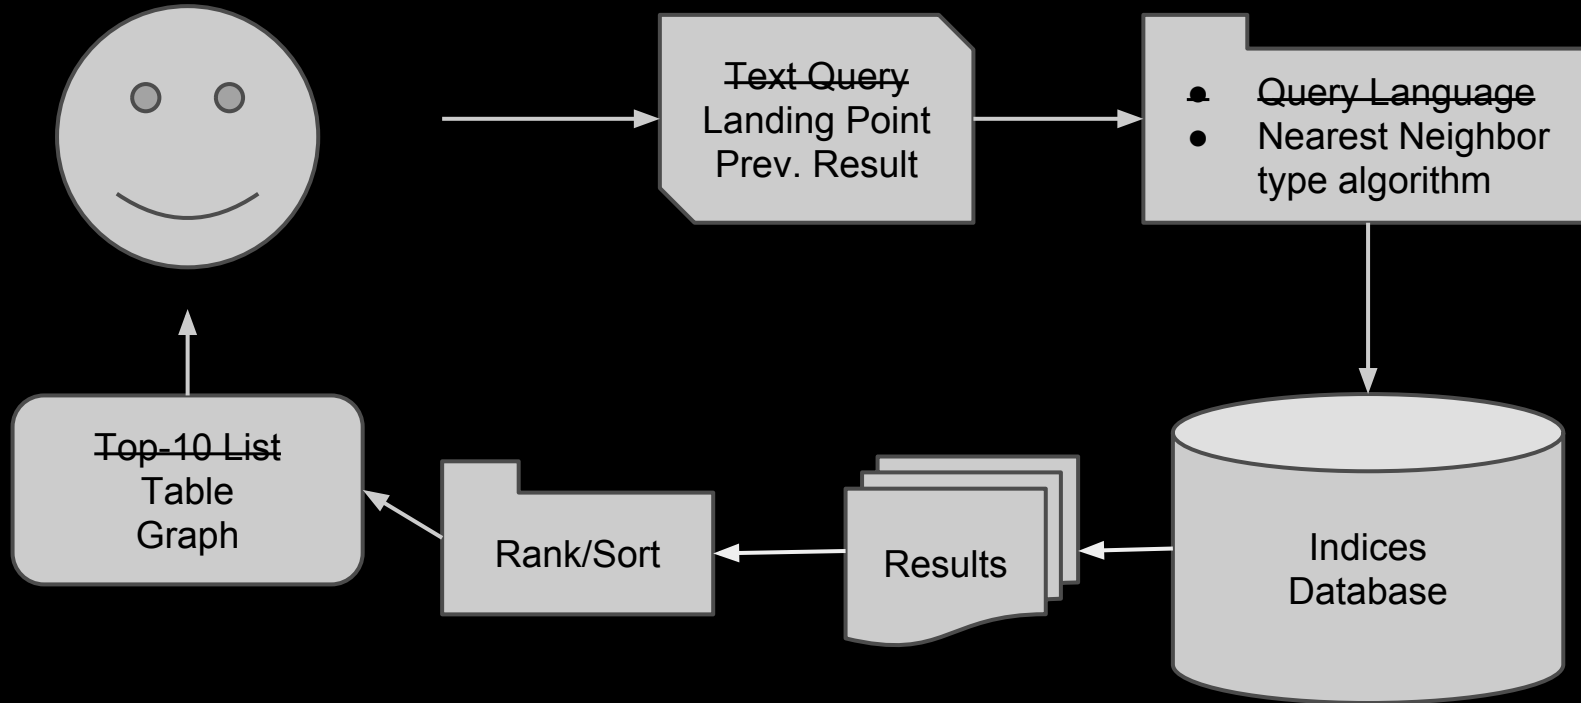 Text Query
Landing Point
Prev. Result
● Query Language
● Nearest Neighbor
type algorithm
Top-10 List
Table
Graph
Rank/Sort
Results
Indices
Database